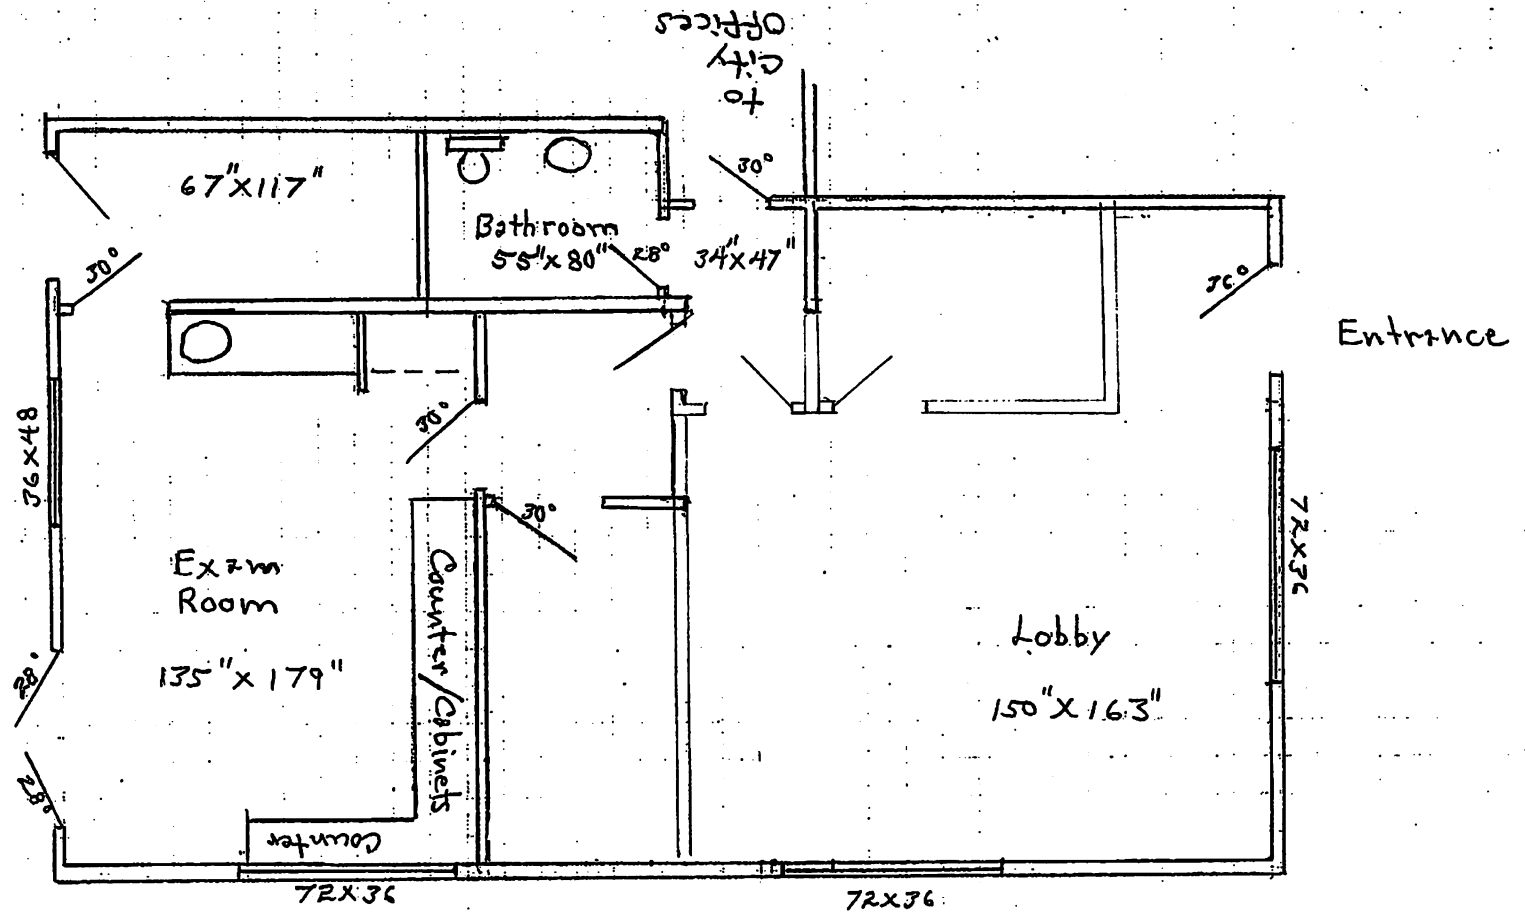 to
City
Offices
67"X117"
30°
Bathroom
55"X80"
28°
34"X47"
30°
36°
Entrance
30°
36X48
30°
30°
Exam
Room
135"X179"
Counter/Cabinets
Lobby
150"X163"
72X36
28°
28°
Counter
72X36
72X36